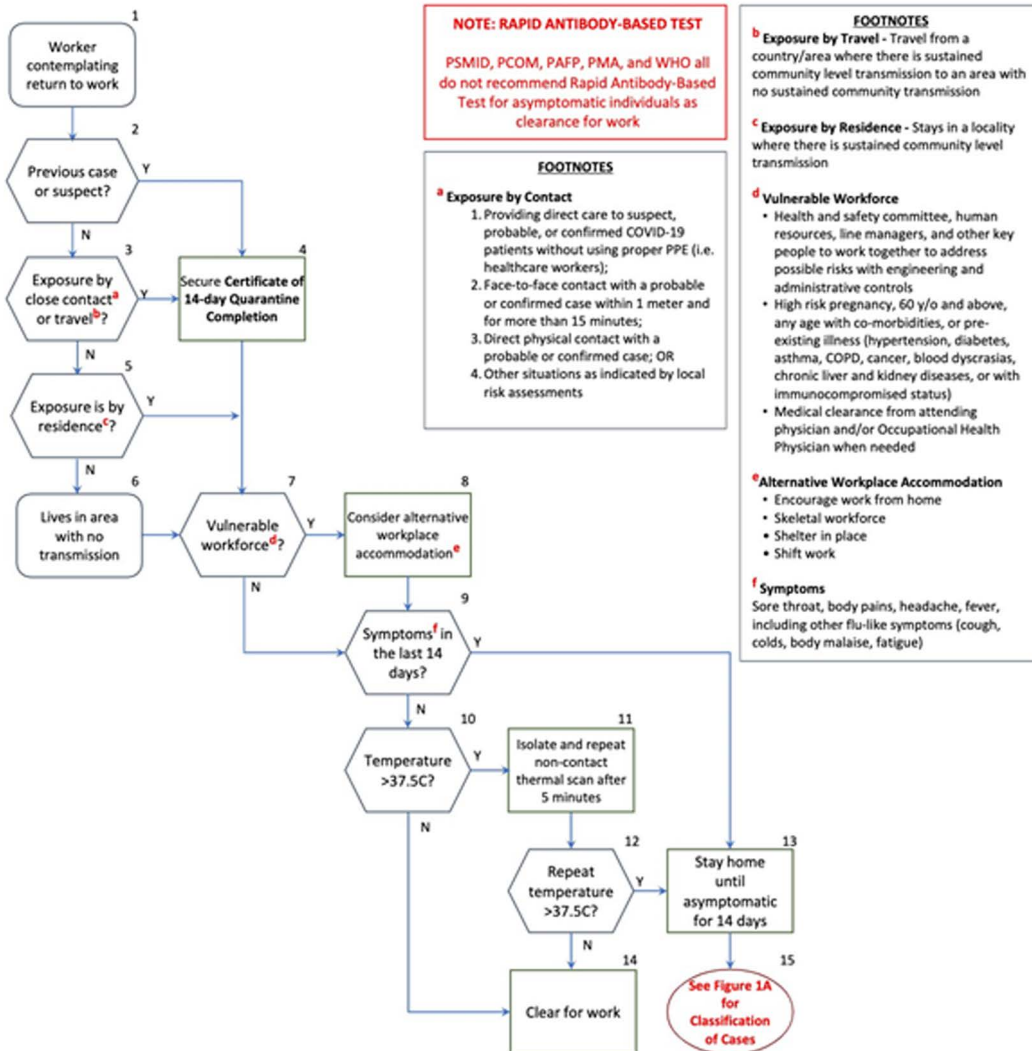 1
Worker
contemplating
return to work
2
Previous case
or suspect?
Y
N
3
Exposure by
close contact a
or travel b?
Y
N
4
Secure Certificate of
14-day Quarantine
Completion
5
Exposure is by
residence c?
Y
N
6
Lives in area
with no
transmission
7
Vulnerable
workforce d?
Y
N
8
Consider alternative
workplace
accommodation e
9
Symptoms f in
the last 14
days?
Y
N
10
Temperature
>37.5C?
Y
N
11
Isolate and repeat
non-contact
thermal scan after
5 minutes
12
Repeat
temperature
>37.5C?
Y
N
13
Stay home
until
asymptomatic
for 14 days
14
Clear for work
15
See Figure 1A
for
Classification
of Cases
NOTE: RAPID ANTIBODY-BASED TEST
PSMID, PCOM, PAFP, PMA, and WHO all
do not recommend Rapid Antibody-Based
Test for asymptomatic individuals as
clearance for work
FOOTNOTES
a Exposure by Contact
1. Providing direct care to suspect,
probable, or confirmed COVID-19
patients without using proper PPE (i.e.
healthcare workers);
2. Face-to-face contact with a probable
or confirmed case within 1 meter and
for more than 15 minutes;
3. Direct physical contact with a
probable or confirmed case; OR
4. Other situations as indicated by local
risk assessments
FOOTNOTES
b Exposure by Travel - Travel from a
country/area where there is sustained
community level transmission to an area with
no sustained community transmission
c Exposure by Residence - Stays in a locality
where there is sustained community level
transmission
d Vulnerable Workforce
• Health and safety committee, human
resources, line managers, and other key
people to work together to address
possible risks with engineering and
administrative controls
• High risk pregnancy, 60 y/o and above,
any age with co-morbidities, or pre-
existing illness (hypertension, diabetes,
asthma, COPD, cancer, blood dyscrasias,
chronic liver and kidney diseases, or with
immunocompromised status)
• Medical clearance from attending
physician and/or Occupational Health
Physician when needed
e Alternative Workplace Accommodation
• Encourage work from home
• Skeletal workforce
• Shelter in place
• Shift work
f Symptoms
Sore throat, body pains, headache, fever,
including other flu-like symptoms (cough,
colds, body malaise, fatigue)